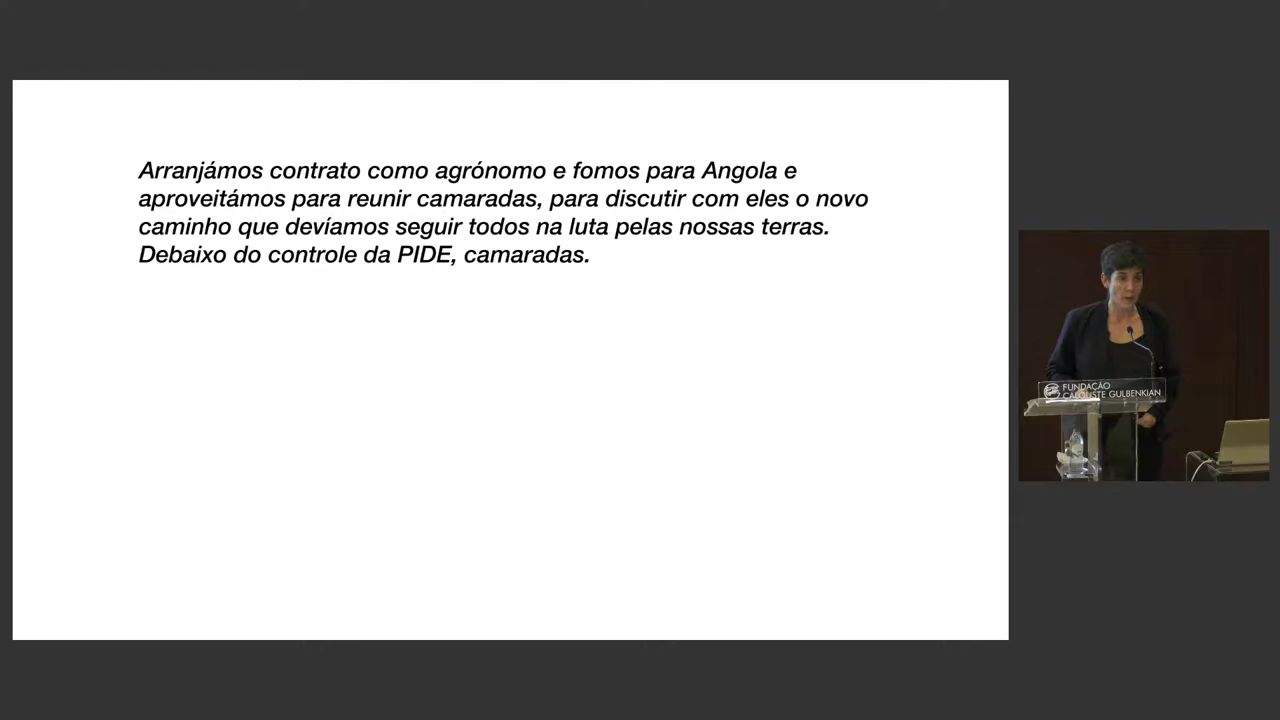 Arranjámos contrato como agrónomo e fomos para Angola e
aproveitámos para reunir camaradas, para discutir com eles o novo
caminho que devíamos seguir todos na luta pelas nossas terras.
Debaixo do controle da PIDE, camaradas.
FUNDAÇÃO
CALOUSTE GULBENKIAN